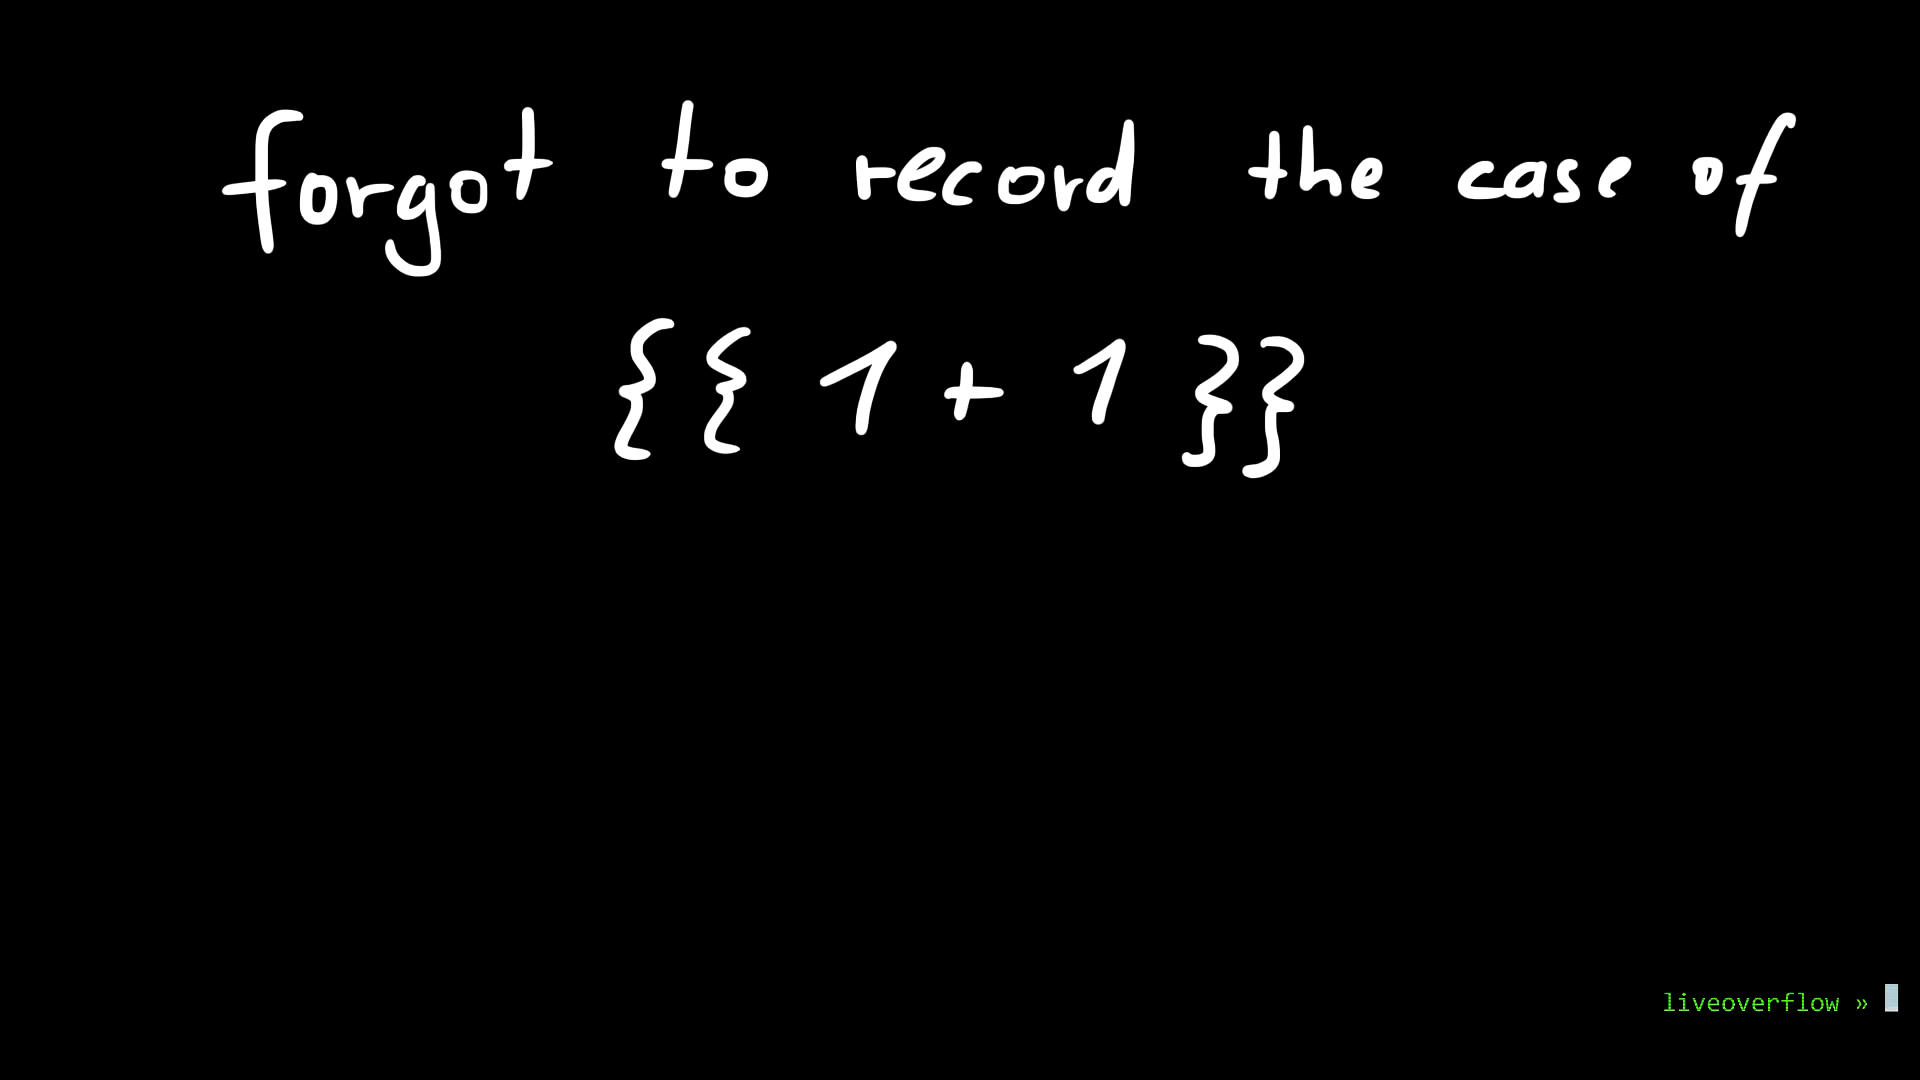 forgot to record the case of
{{ 1 + 1 }}
liveoverflow »